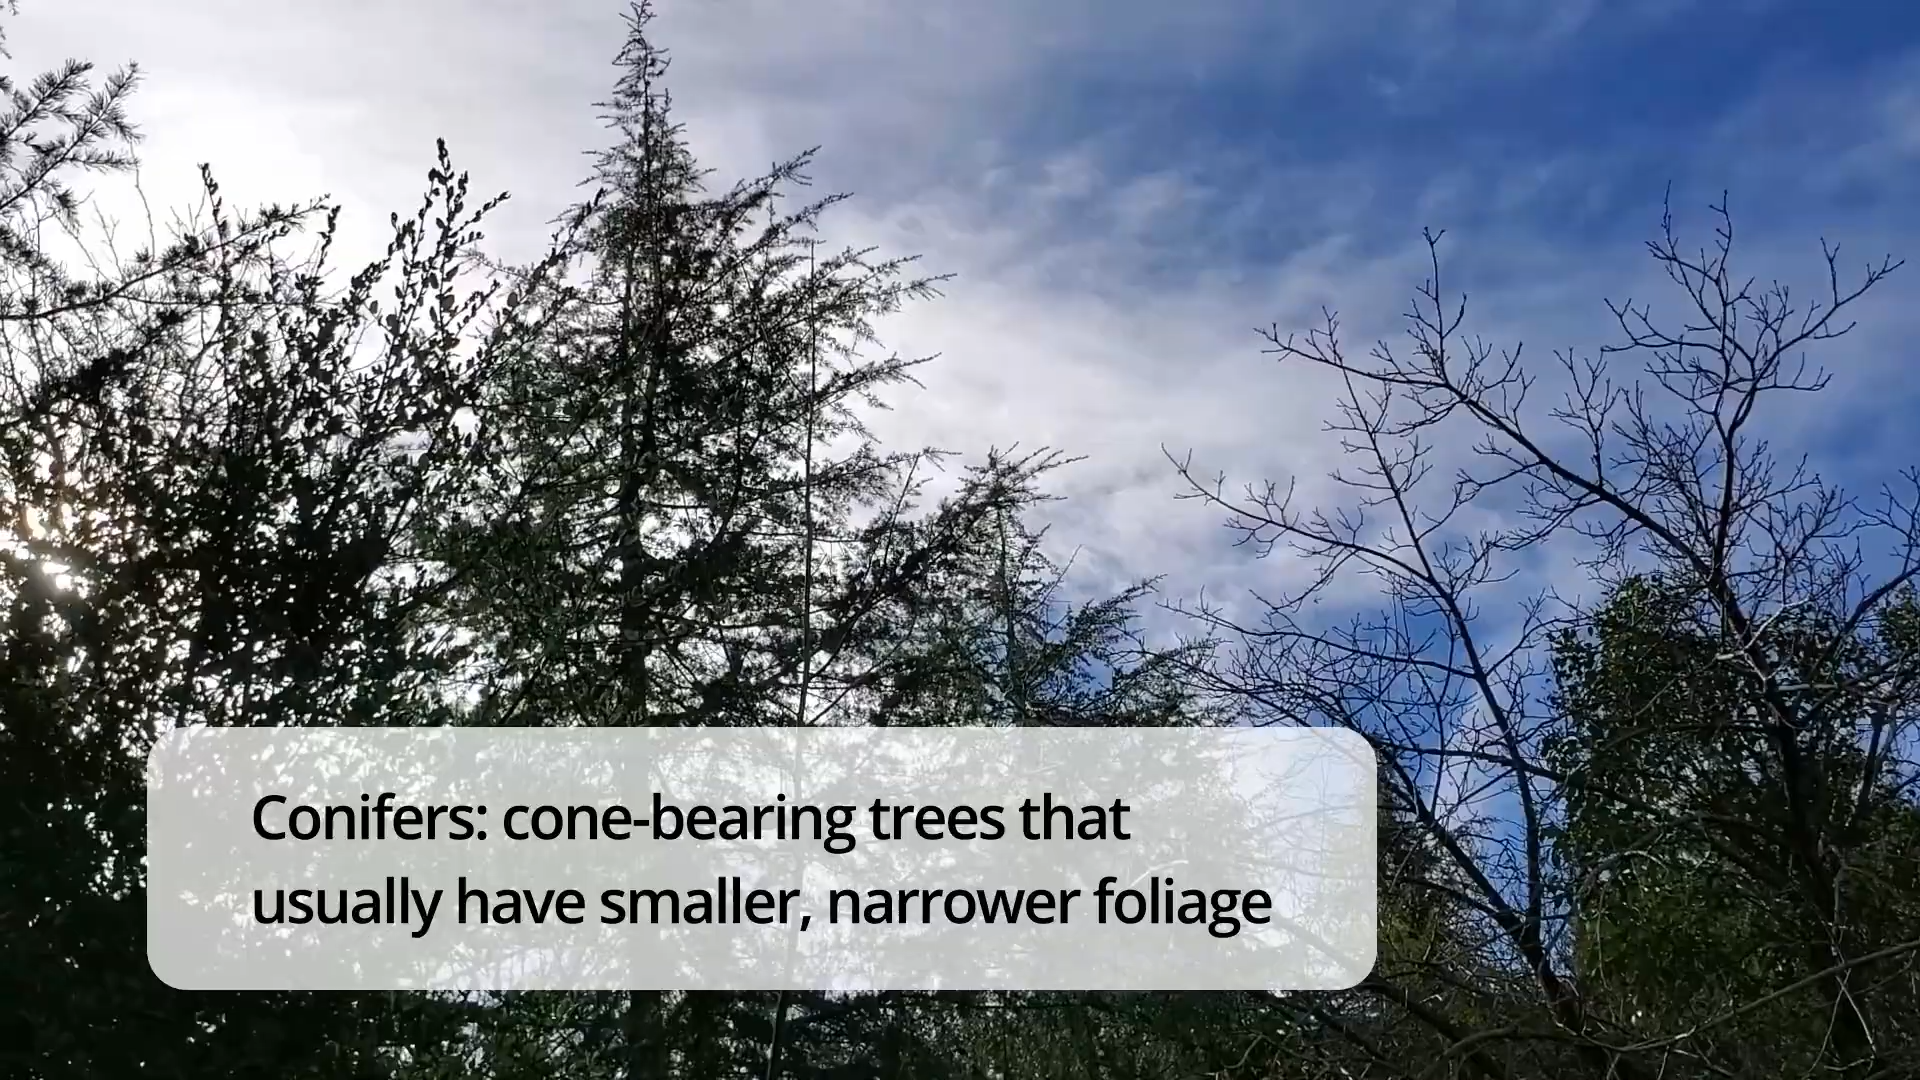 Conifers: cone-bearing trees that
usually have smaller, narrower foliage